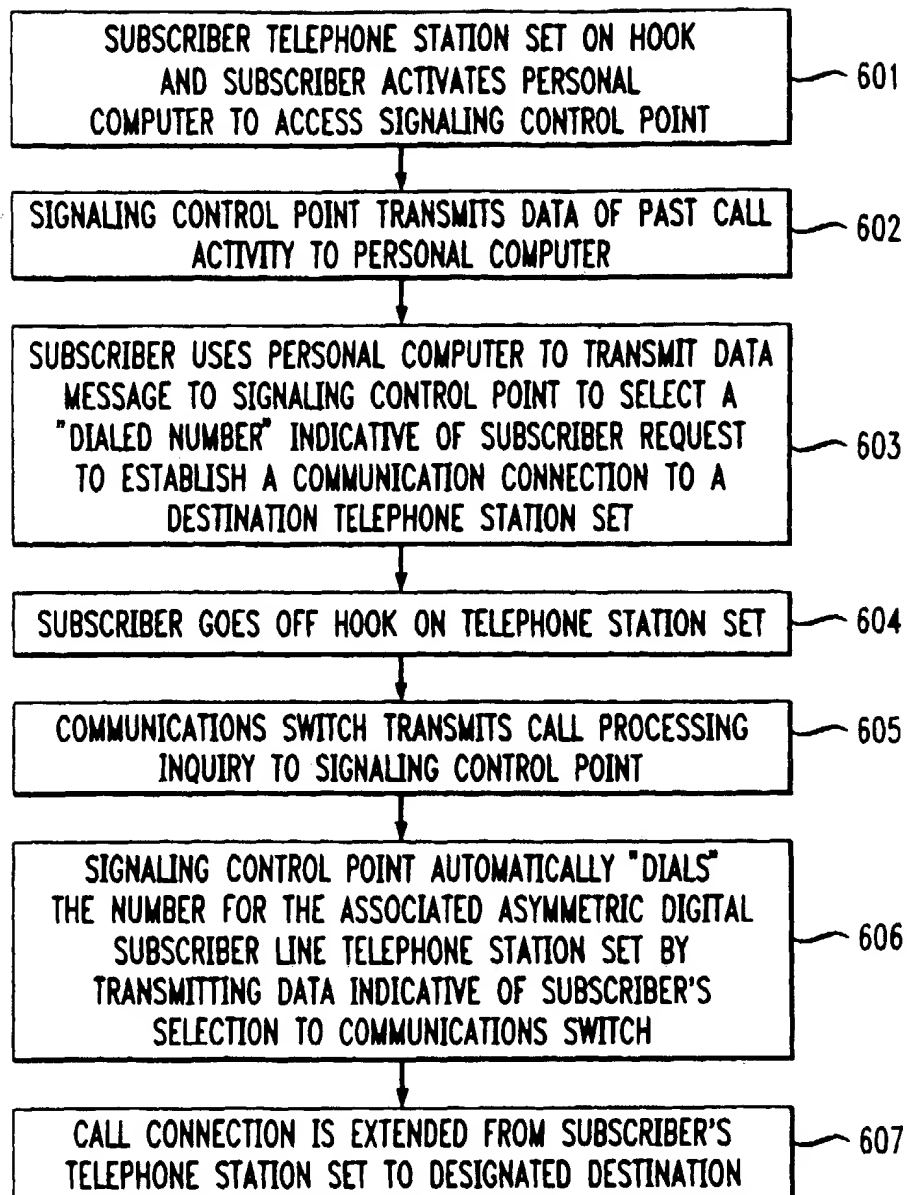 SUBSCRIBER TELEPHONE STATION SET ON HOOK
AND SUBSCRIBER ACTIVATES PERSONAL
COMPUTER TO ACCESS SIGNALING CONTROL POINT
601
SIGNALING CONTROL POINT TRANSMITS DATA OF PAST CALL
ACTIVITY TO PERSONAL COMPUTER
602
SUBSCRIBER USES PERSONAL COMPUTER TO TRANSMIT DATA
MESSAGE TO SIGNALING CONTROL POINT TO SELECT A
"DIALED NUMBER" INDICATIVE OF SUBSCRIBER REQUEST
TO ESTABLISH A COMMUNICATION CONNECTION TO A
DESTINATION TELEPHONE STATION SET
603
SUBSCRIBER GOES OFF HOOK ON TELEPHONE STATION SET
604
COMMUNICATIONS SWITCH TRANSMITS CALL PROCESSING
INQUIRY TO SIGNALING CONTROL POINT
605
SIGNALING CONTROL POINT AUTOMATICALLY "DIALS"
THE NUMBER FOR THE ASSOCIATED ASYMMETRIC DIGITAL
SUBSCRIBER LINE TELEPHONE STATION SET BY
TRANSMITTING DATA INDICATIVE OF SUBSCRIBER'S
SELECTION TO COMMUNICATIONS SWITCH
606
CALL CONNECTION IS EXTENDED FROM SUBSCRIBER'S
TELEPHONE STATION SET TO DESIGNATED DESTINATION
607